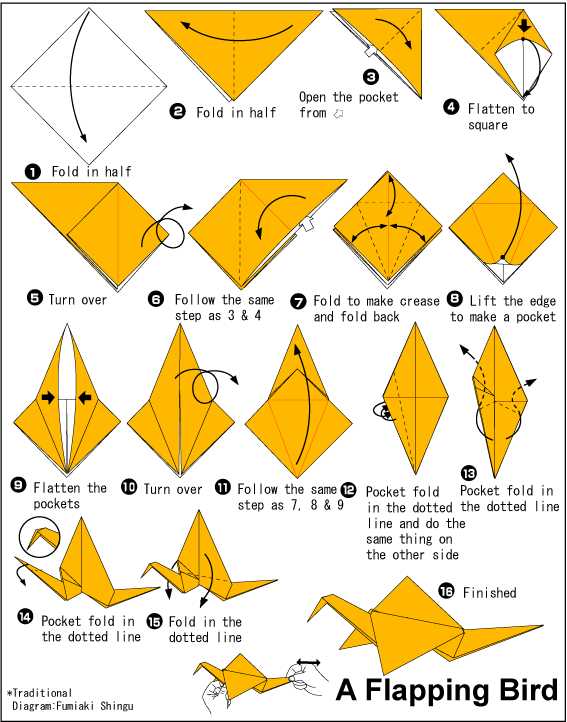 1 Fold in half
2 Fold in half
3
Open the pocket
from
4 Flatten to
square
5 Turn over
6 Follow the same
step as 3 & 4
7 Fold to make crease
and fold back
8 Lift the edge
to make a pocket
9 Flatten the
pockets
10 Turn over
11 Follow the same
step as 7, 8 & 9
12
Pocket fold
in the dotted
line and do the
same thing on
the other side
13
Pocket fold in
the dotted line
14 Pocket fold in
the dotted line
15 Fold in the
dotted line
16 Finished
*Traditional
Diagram:Fumiaki Shingu
A Flapping Bird